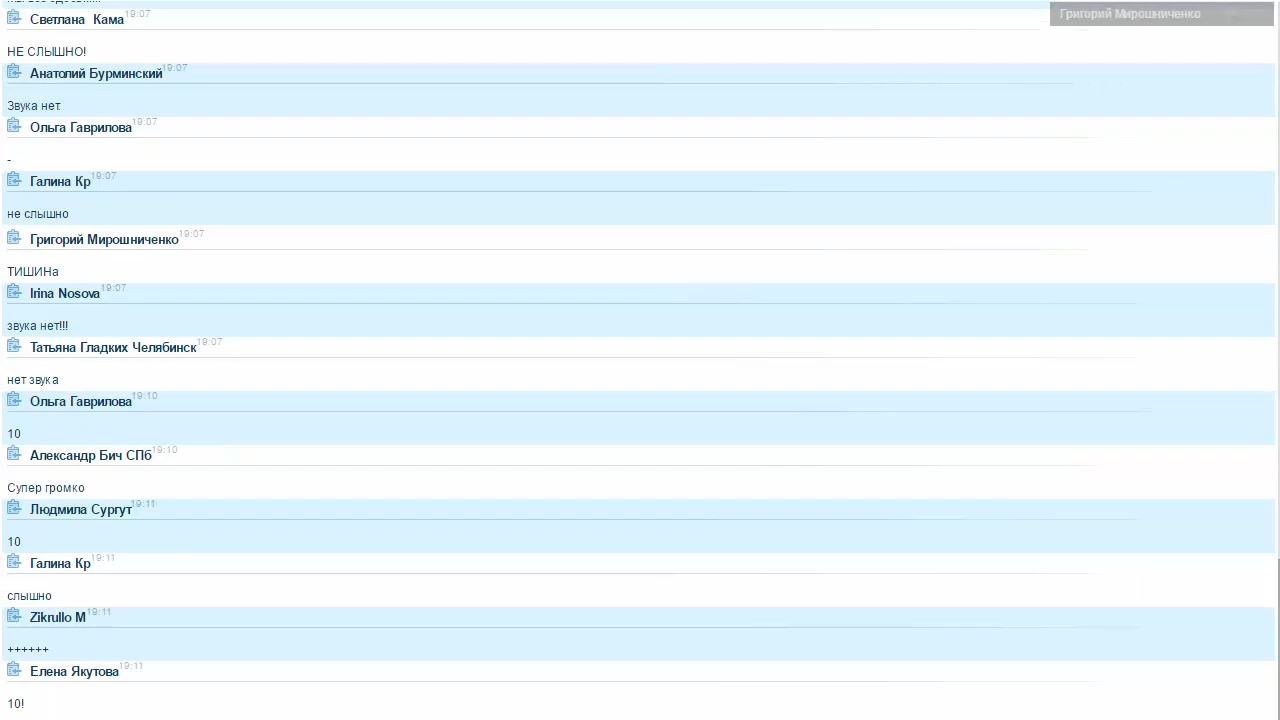 Светлана Кама 19:07
Григорий Мирошниченко
НЕ СЛЫШНО!
Анатолий Бурминский 19:07
Звука нет
Ольга Гаврилова 19:07
-
Галина Кр 19:07
не слышно
Григорий Мирошниченко 19:07
ТИШИНа
Irina Nosova 19:07
звука нет!!!
Татьяна Гладких Челябинск 19:07
нет звука
Ольга Гаврилова 19:10
10
Александр Бич СПб 19:10
Супер громко
Людмила Сургут 19:11
10
Галина Кр 19:11
слышно
Zikrullo M 19:11
++++++
Елена Якутова 19:11
10!